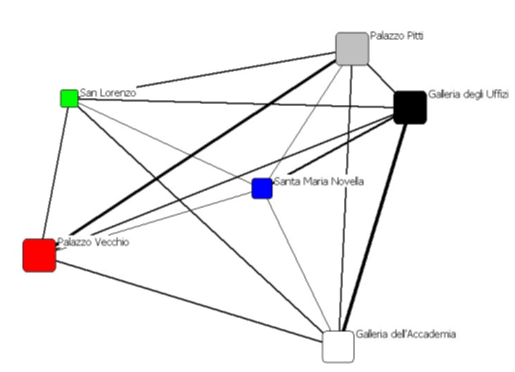 Palazzo Pitti
San Lorenzo
Galleria degli Uffizi
Santa Maria Novella
Palazzo Vecchio
Galleria dell'Accademia